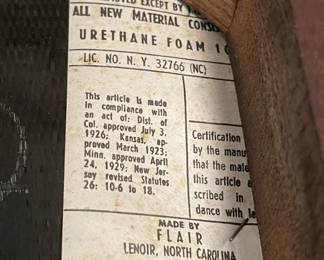 EXCEPT BY
ALL NEW MATERIAL
URETHANE FOAM
LIC. NO. N. Y. 32766 (NC)
This article is made
in compliance with
an act of: Dist. of
Col. approved July 3,
1926; Kansas, ap-
proved March 1923;
Minn. approved April
24, 1929; New Jer-
soy revised Statutes
26: 10-6 to 18.
Certification
by the manu
that the mate
this article a
scribed in
dance with
MADE BY
FLAIR
LENOIR, NORTH CAROLINA